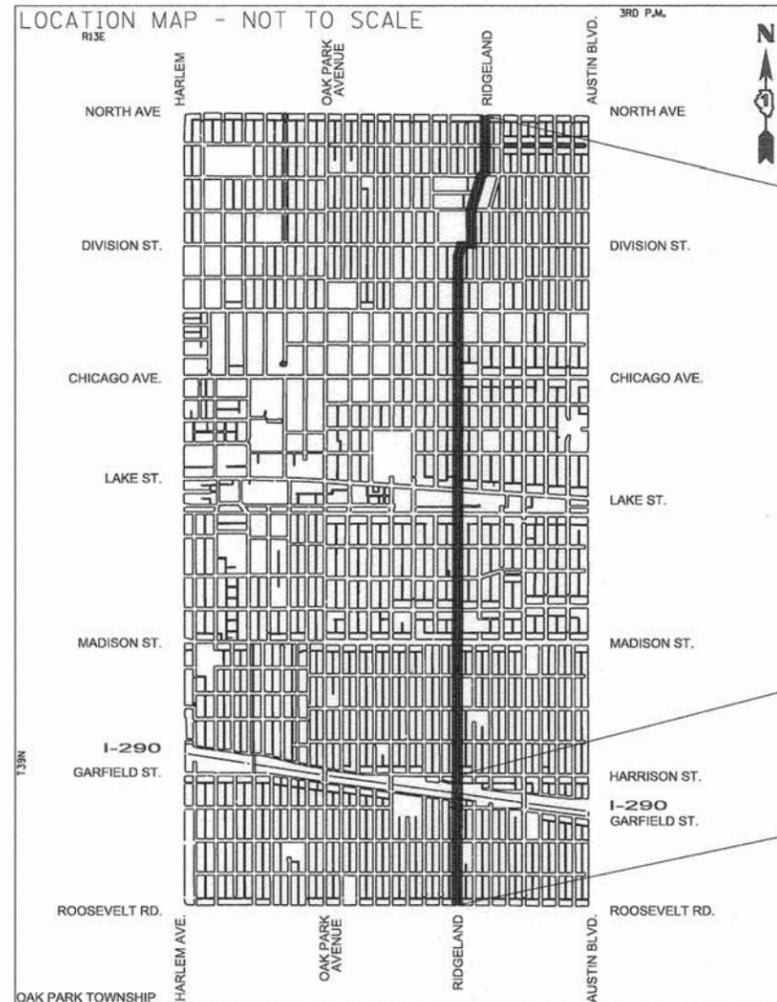 LOCATION MAP - NOT TO SCALE
R13E
3RD P.M.
HARLEM
OAK PARK
AVENUE
RIDGELAND
AUSTIN BLVD.
N
NORTH AVE
NORTH AVE
DIVISION ST.
DIVISION ST.
CHICAGO AVE.
CHICAGO AVE.
LAKE ST.
LAKE ST.
MADISON ST.
MADISON ST.
T39N
I-290
GARFIELD ST.
HARRISON ST.
I-290
GARFIELD ST.
ROOSEVELT RD.
ROOSEVELT RD.
HARLEM AVE.
OAK PARK
AVENUE
RIDGELAND
AUSTIN BLVD.
OAK PARK TOWNSHIP